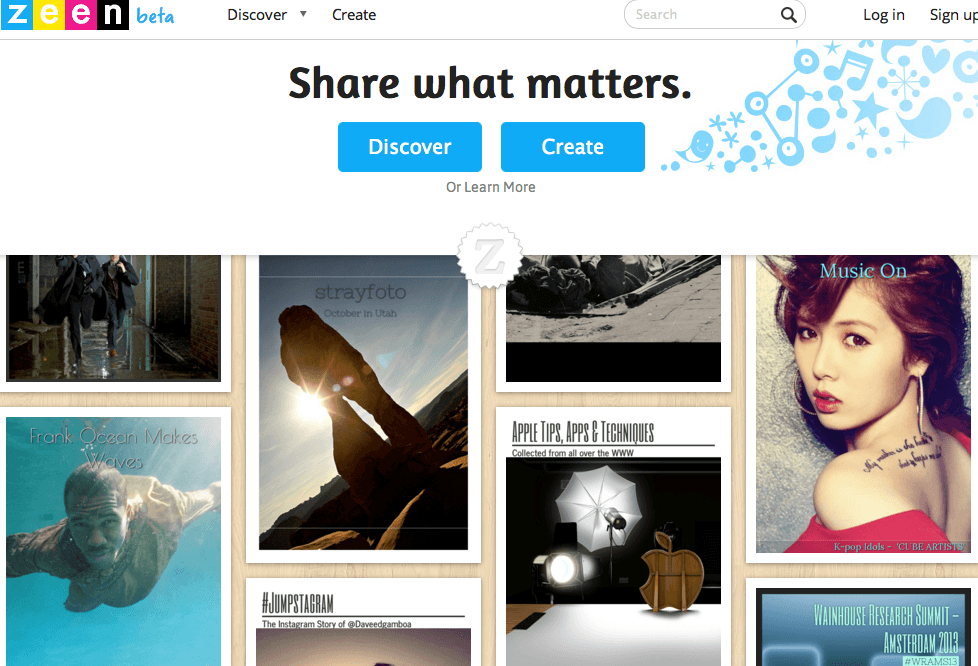 zeen beta
Discover ▼ Create
Search
Log in Sign up
Share what matters.
Discover
Create
Or Learn More
Z
strayfoto
October in Utah
Music On
K-pop Idols ~ 'CUBE ARTISTS'
Frank Ocean Makes
Waves
Apple Tips, Apps & Techniques
Collected from all over the WWW
#Jumpstagram
The Instagram Story of @Daveedgamboa
Wainhouse Research Summit –
Amsterdam 2013
#WRAMS13